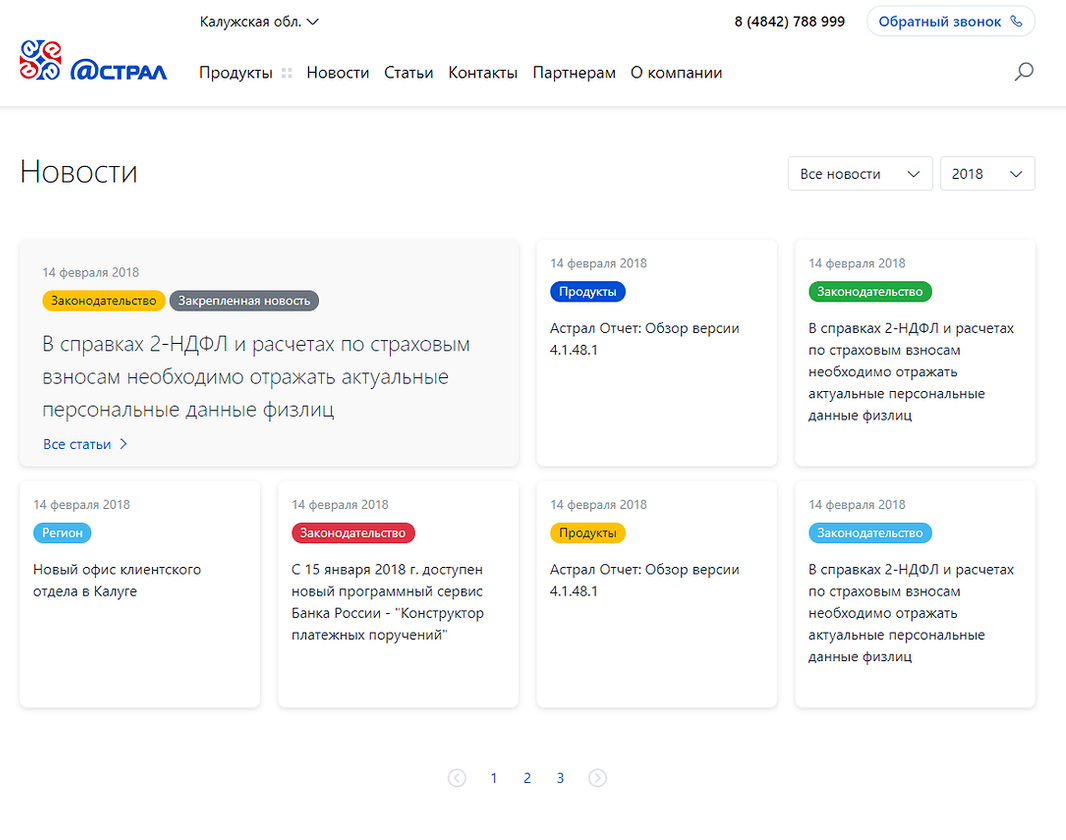 Калужская обл.
8 (4842) 788 999
Обратный звонок
@СТРАЛ
Продукты
Новости
Статьи
Контакты
Партнерам
О компании
Новости
Все новости
2018
14 февраля 2018
Законодательство
Закрепленная новость
В справках 2-НДФЛ и расчетах по страховым
взносам необходимо отражать актуальные
персональные данные физлиц
Все статьи
14 февраля 2018
Продукты
Астрал Отчет: Обзор версии
4.1.48.1
14 февраля 2018
Законодательство
В справках 2-НДФЛ и расчетах
по страховым взносам
необходимо отражать
актуальные персональные
данные физлиц
14 февраля 2018
Регион
Новый офис клиентского
отдела в Калуге
14 февраля 2018
Законодательство
С 15 января 2018 г. доступен
новый программный сервис
Банка России - "Конструктор
платежных поручений"
14 февраля 2018
Продукты
Астрал Отчет: Обзор версии
4.1.48.1
14 февраля 2018
Законодательство
В справках 2-НДФЛ и расчетах
по страховым взносам
необходимо отражать
актуальные персональные
данные физлиц
1 2 3